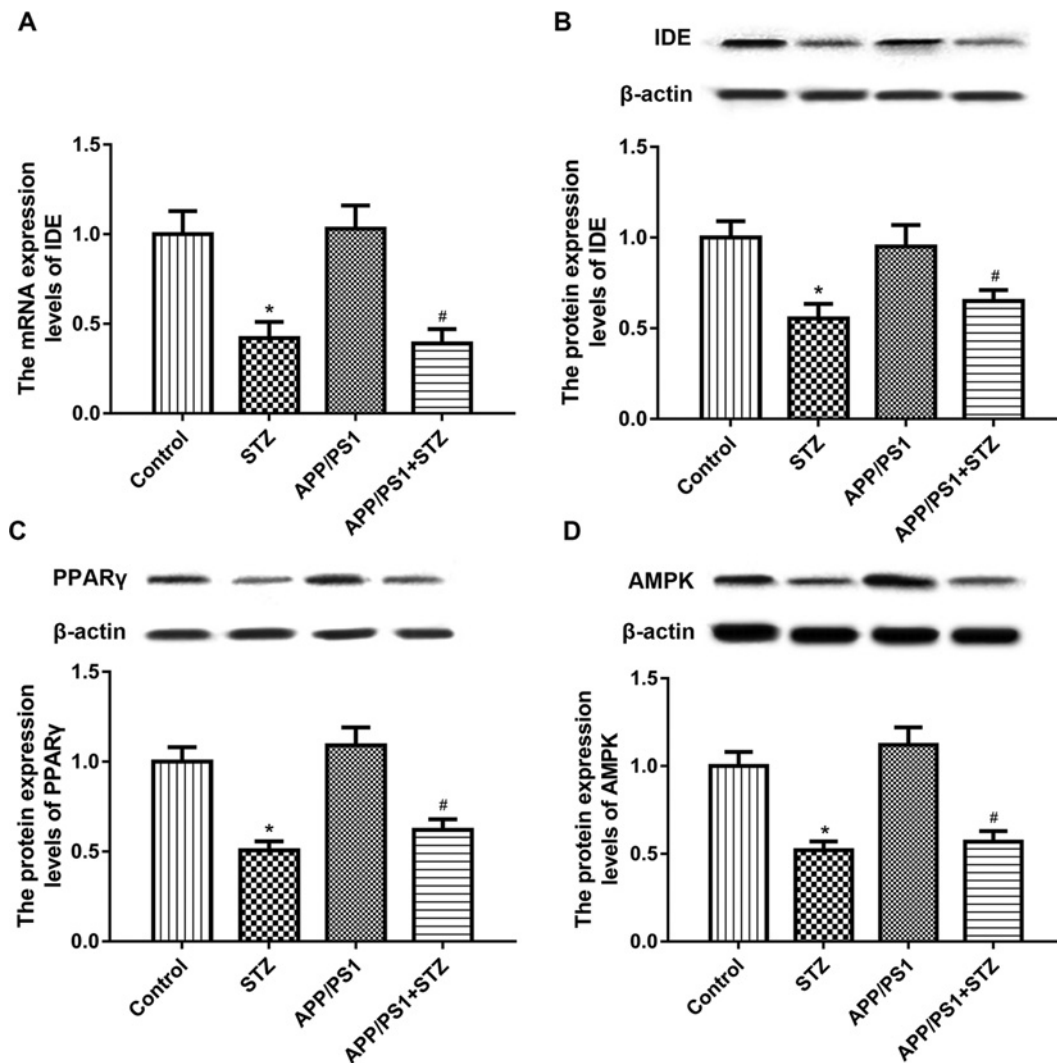 A
The mRNA expression
levels of IDE
1.5
1.0
0.5
0.0
*
#
Control
STZ
APP/PS1
APP/PS1+STZ
B
IDE
β-actin
The protein expression
levels of IDE
1.5
1.0
0.5
0.0
*
#
Control
STZ
APP/PS1
APP/PS1+STZ
C
PPARγ
β-actin
The protein expression
levels of PPARγ
1.5
1.0
0.5
0.0
*
#
Control
STZ
APP/PS1
APP/PS1+STZ
D
AMPK
β-actin
The protein expression
levels of AMPK
1.5
1.0
0.5
0.0
*
#
Control
STZ
APP/PS1
APP/PS1+STZ